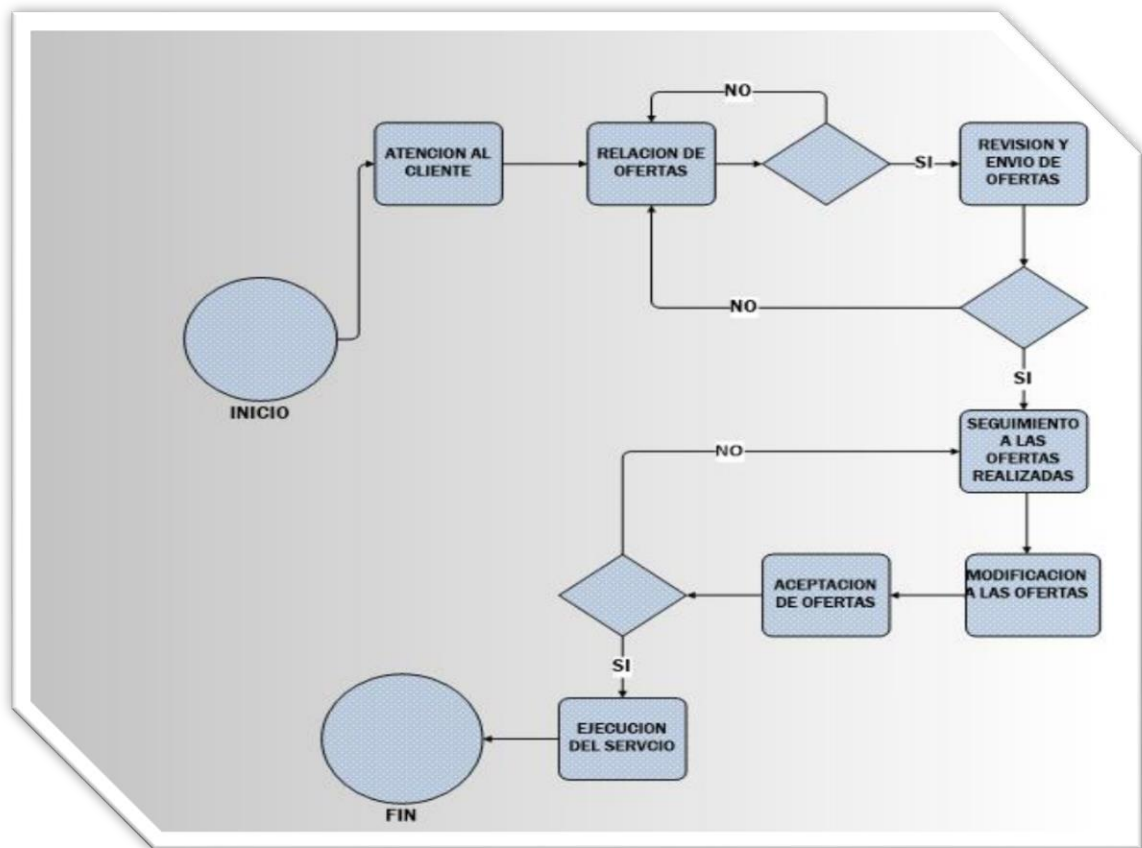 NO
ATENCION AL
CLIENTE
RELACION DE
OFERTAS
SI
REVISION Y
ENVIO DE
OFERTAS
NO
INICIO
SI
SEGUIMIENTO
A LAS
OFERTAS
REALIZADAS
NO
MODIFICACION
A LAS OFERTAS
ACEPTACION
DE OFERTAS
SI
EJECUCION
DEL SERVCIO
FIN